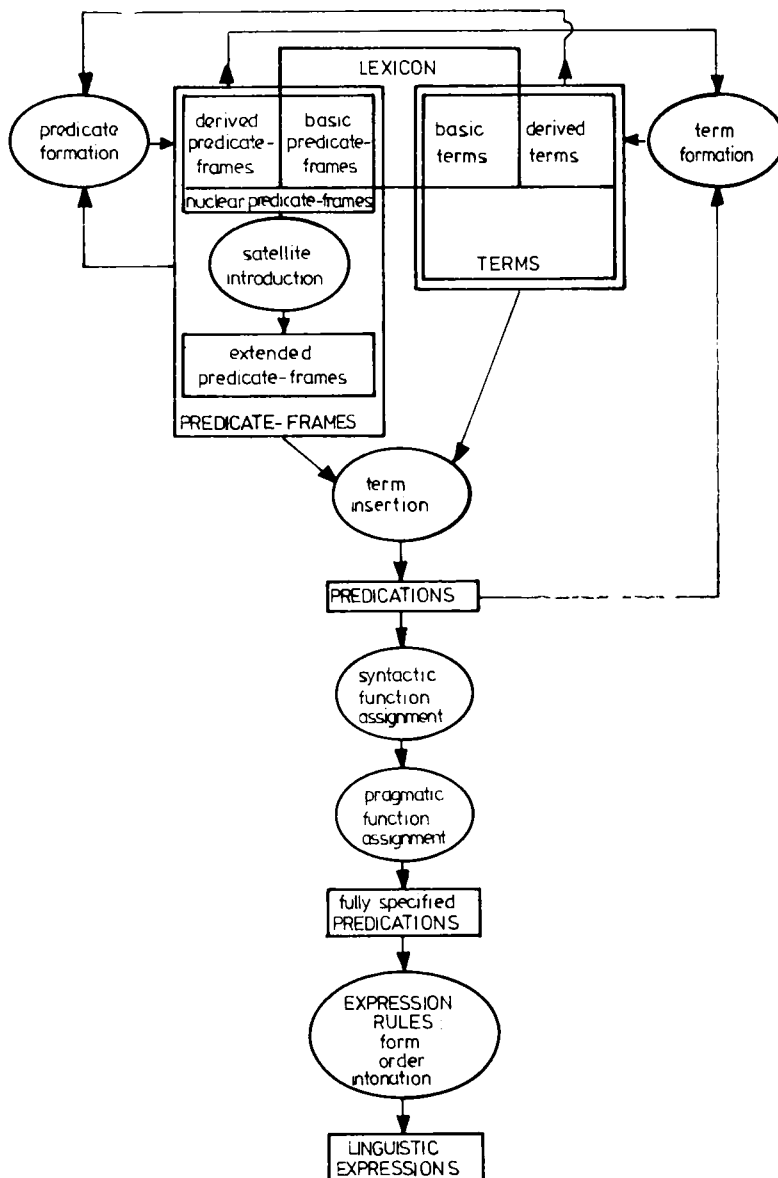 LEXICON
predicate
formation
derived
predicate-
frames
basic
predicate-
frames
basic
terms
derived
terms
term
formation
nuclear predicate-frames
satellite
introduction
TERMS
extended
predicate-frames
PREDICATE-FRAMES
term
insertion
PREDICATIONS
syntactic
function
assignment
pragmatic
function
assignment
fully specified
PREDICATIONS
EXPRESSION
RULES:
form
order
intonation
LINGUISTIC
EXPRESSIONS